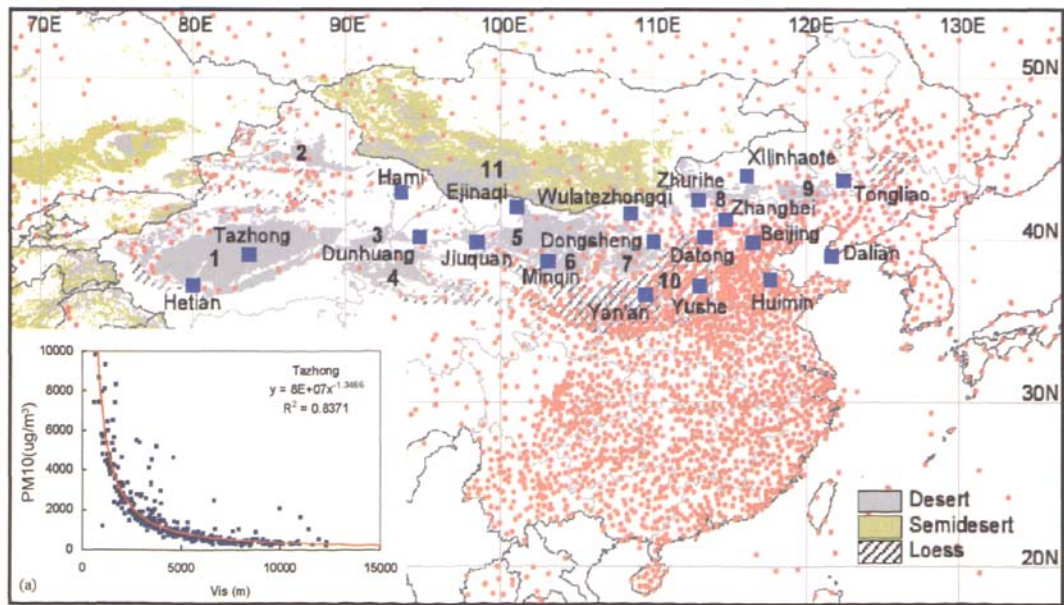 70E 80E 90E 100E 110E 120E 130E
50N
Xilinhaote
2
Hami
11
Ejinaqi
Wulatezhongqi
Zhurihe
8
9
Tongliao
Zhangbei
40N
Tazhong
1
3
Dunhuang
5
Dongsheng
Datong
Beijing
Dalian
Jiuquan
Minqin
6
7
4
10
Hetian
Yan'an
Yushe
Huimin
30N
20N
Desert
Semidesert
Loess
10000
8000
6000
4000
2000
0
PM10(ug/m³)
Tazhong
y = 8E+07x^-1.3466
R² = 0.8371
0 5000 10000 15000
Vis (m)
(a)